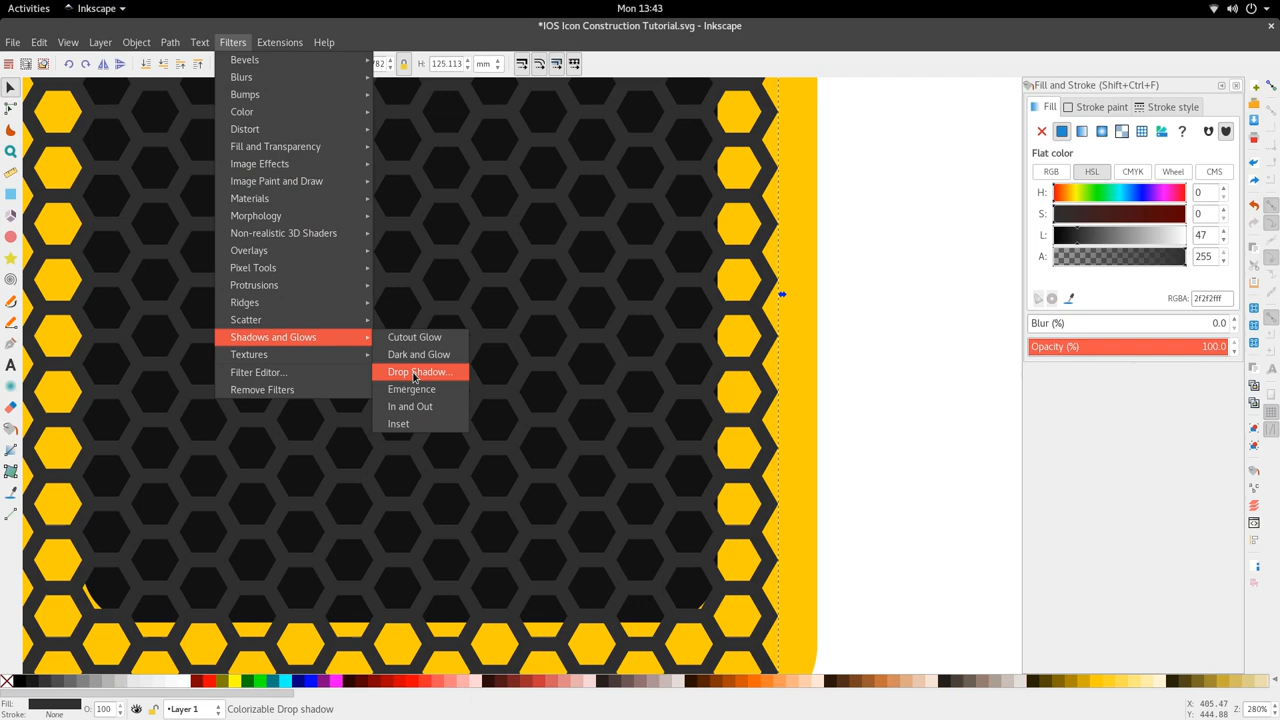 Activities Inkscape Mon 13:43
*IOS Icon Construction Tutorial.svg - Inkscape
File Edit View Layer Object Path Text Filters Extensions Help
782 H: 125.113 mm
Bevels
Blurs
Bumps
Color
Distort
Fill and Transparency
Image Effects
Image Paint and Draw
Materials
Morphology
Non-realistic 3D Shaders
Overlays
Pixel Tools
Protrusions
Ridges
Scatter
Shadows and Glows
Textures
Filter Editor...
Remove Filters
Cutout Glow
Dark and Glow
Drop Shadow...
Emergence
In and Out
Inset
Fill and Stroke (Shift+Ctrl+F)
Fill Stroke paint Stroke style
?
Flat color
RGB HSL CMYK Wheel CMS
H: 0
S: 0
L: 47
A: 255
RGBA: 2f2f2fff
Blur (%) 0.0
Opacity (%) 100.0
Fill: O: 100 •Layer 1 Colorizable Drop shadow X: 405.47 Z: 280%
Stroke: None Y: 444.88